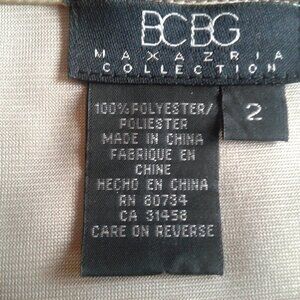 BCBG
MAXAZRIA
COLLECTION
2
100% POLYESTER/
POLIESTER
MADE IN CHINA
FABRIQUE EN
CHINE
HECHO EN CHINA
RN 80734
CA 31458
CARE ON REVERSE